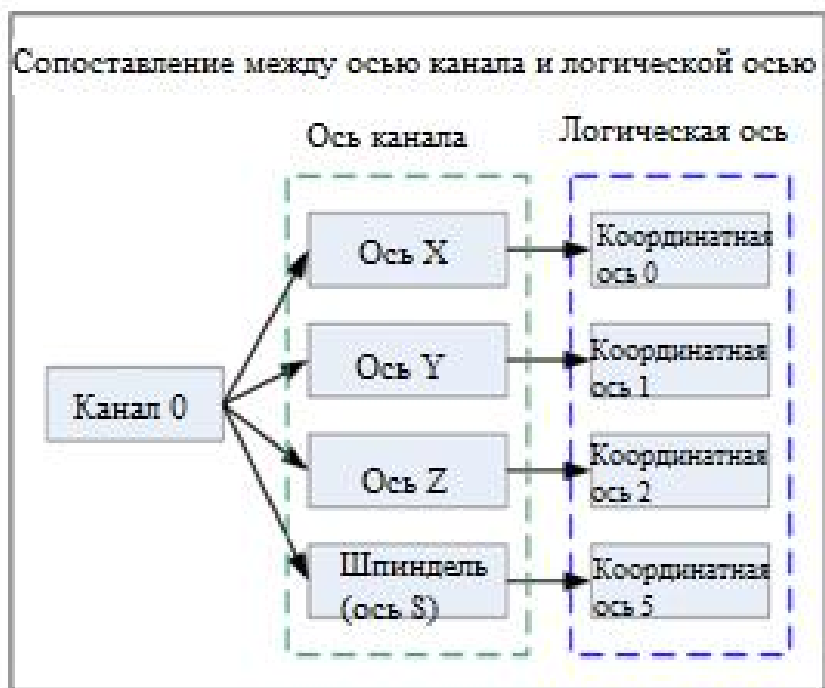 Сопоставление между осью канала и логической осью
Ось канала
Логическая ось
Канал 0
Ось X
Координатная
ось 0
Ось Y
Координатная
ось 1
Ось Z
Координатная
ось 2
Шпиндель
(ось S)
Координатная
ось 5